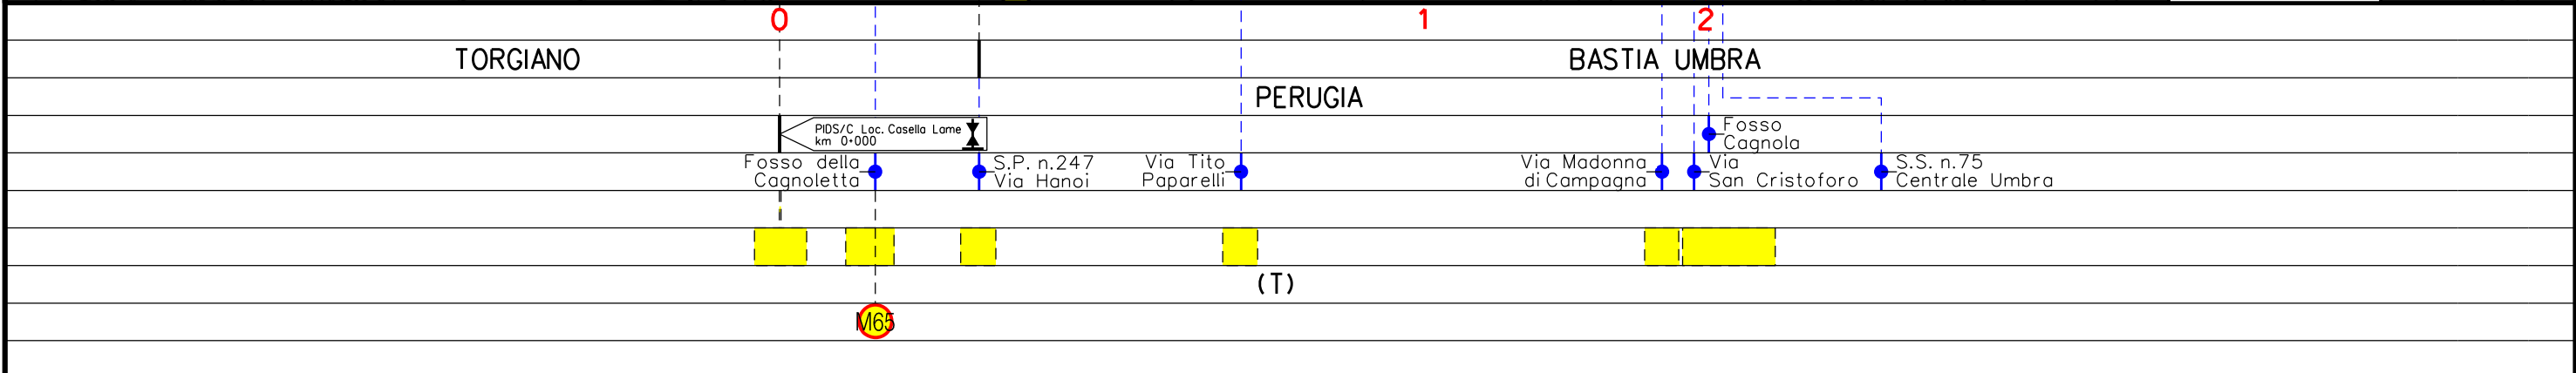 0 1 2
TORGIANO BASTIA UMBRA
PERUGIA
PIDS/C Loc. Casella Lame
km 0+000
Fosso
Cagnola
Fosso della
Cagnoletta
S.P. n.247
Via Hanoi
Via Tito
Paparelli
Via Madonna
di Campagna
Via
San Cristoforo
S.S. n.75
Centrale Umbra
(T)
M65